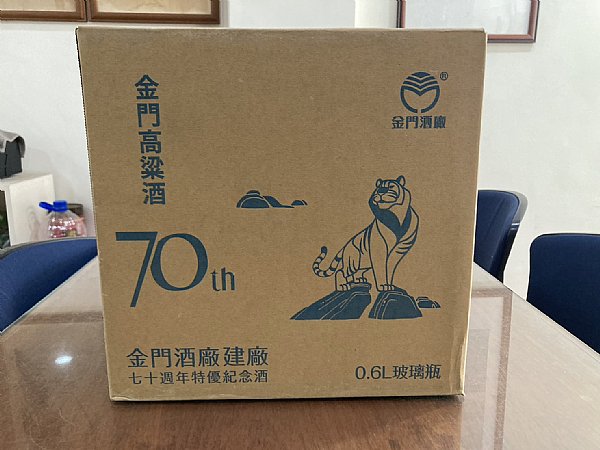 金門高粱酒
®
金門酒廠
70th
金門酒廠建廠
七十週年特優紀念酒
0.6L玻璃瓶